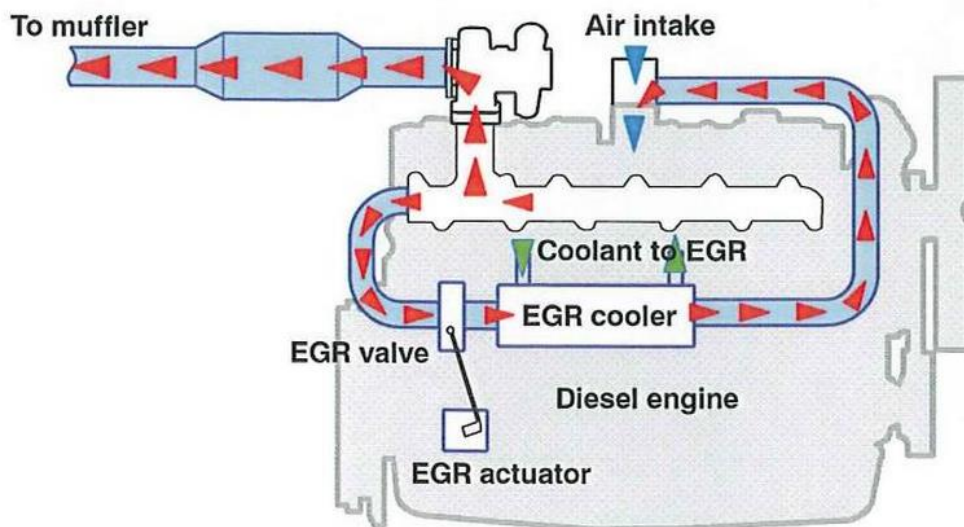 To muffler
Air intake
Coolant to EGR
EGR cooler
EGR valve
Diesel engine
EGR actuator